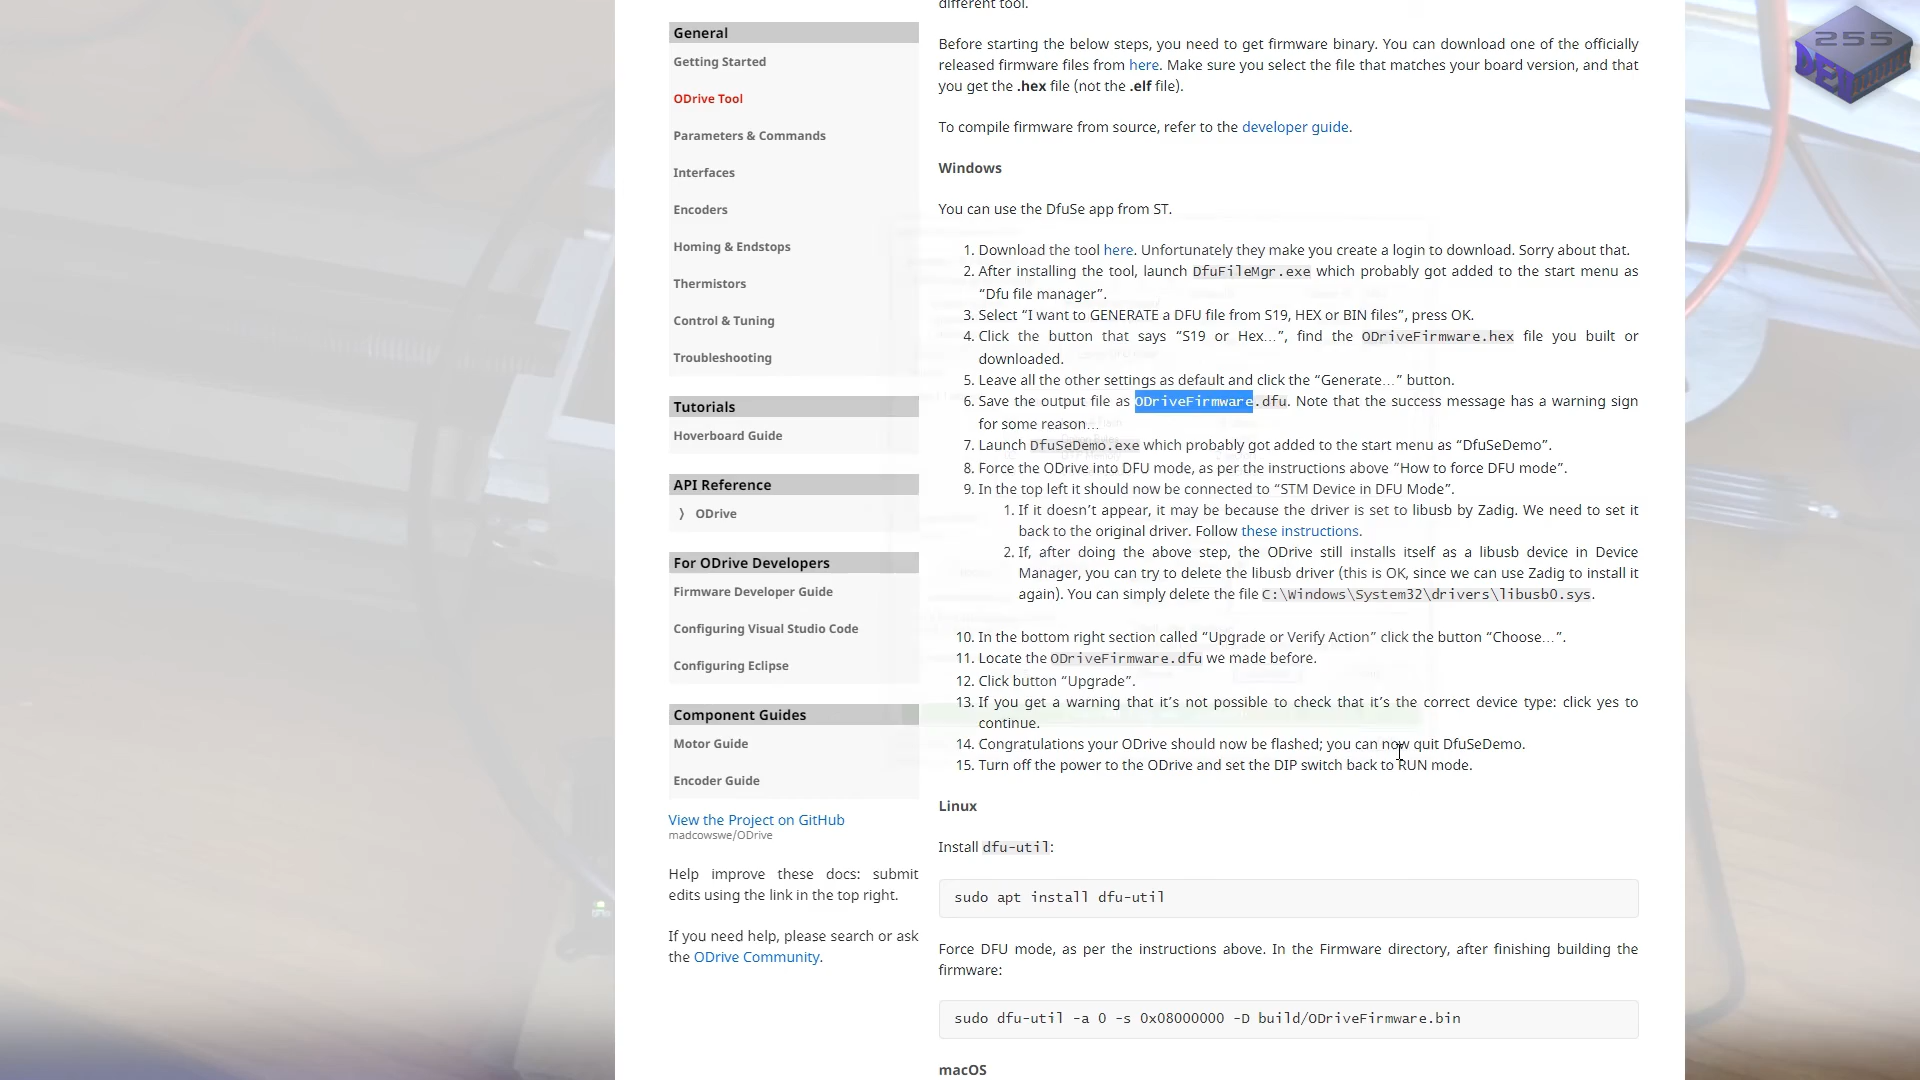 different tool.
General
Getting Started
ODrive Tool
Parameters & Commands
Interfaces
Encoders
Homing & Endstops
Thermistors
Control & Tuning
Troubleshooting
Tutorials
Hoverboard Guide
API Reference
〉 ODrive
For ODrive Developers
Firmware Developer Guide
Configuring Visual Studio Code
Configuring Eclipse
Component Guides
Motor Guide
Encoder Guide
View the Project on GitHub
madcowswe/ODrive
Help improve these docs: submit
edits using the link in the top right.
If you need help, please search or ask
the ODrive Community.
Before starting the below steps, you need to get firmware binary. You can download one of the officially
released firmware files from here. Make sure you select the file that matches your board version, and that
you get the .hex file (not the .elf file).
To compile firmware from source, refer to the developer guide.
Windows
You can use the DfuSe app from ST.
1. Download the tool here. Unfortunately they make you create a login to download. Sorry about that.
2. After installing the tool, launch DfuFileMgr.exe which probably got added to the start menu as
“Dfu file manager”.
3. Select “I want to GENERATE a DFU file from S19, HEX or BIN files”, press OK.
4. Click the button that says “S19 or Hex…”, find the ODriveFirmware.hex file you built or
downloaded.
5. Leave all the other settings as default and click the “Generate…” button.
6. Save the output file as ODriveFirmware.dfu. Note that the success message has a warning sign
for some reason…
7. Launch DfuSeDemo.exe which probably got added to the start menu as “DfuSeDemo”.
8. Force the ODrive into DFU mode, as per the instructions above “How to force DFU mode”.
9. In the top left it should now be connected to “STM Device in DFU Mode”.
1. If it doesn’t appear, it may be because the driver is set to libusb by Zadig. We need to set it
back to the original driver. Follow these instructions.
2. If, after doing the above step, the ODrive still installs itself as a libusb device in Device
Manager, you can try to delete the libusb driver (this is OK, since we can use Zadig to install it
again). You can simply delete the file C:\Windows\System32\drivers\libusb0.sys.
10. In the bottom right section called “Upgrade or Verify Action” click the button “Choose…”.
11. Locate the ODriveFirmware.dfu we made before.
12. Click button “Upgrade”.
13. If you get a warning that it’s not possible to check that it’s the correct device type: click yes to
continue.
14. Congratulations your ODrive should now be flashed; you can now quit DfuSeDemo.
15. Turn off the power to the ODrive and set the DIP switch back to RUN mode.
Linux
Install dfu-util:
sudo apt install dfu-util
Force DFU mode, as per the instructions above. In the Firmware directory, after finishing building the
firmware:
sudo dfu-util -a 0 -s 0x08000000 -D build/ODriveFirmware.bin
macOS
255
DEV